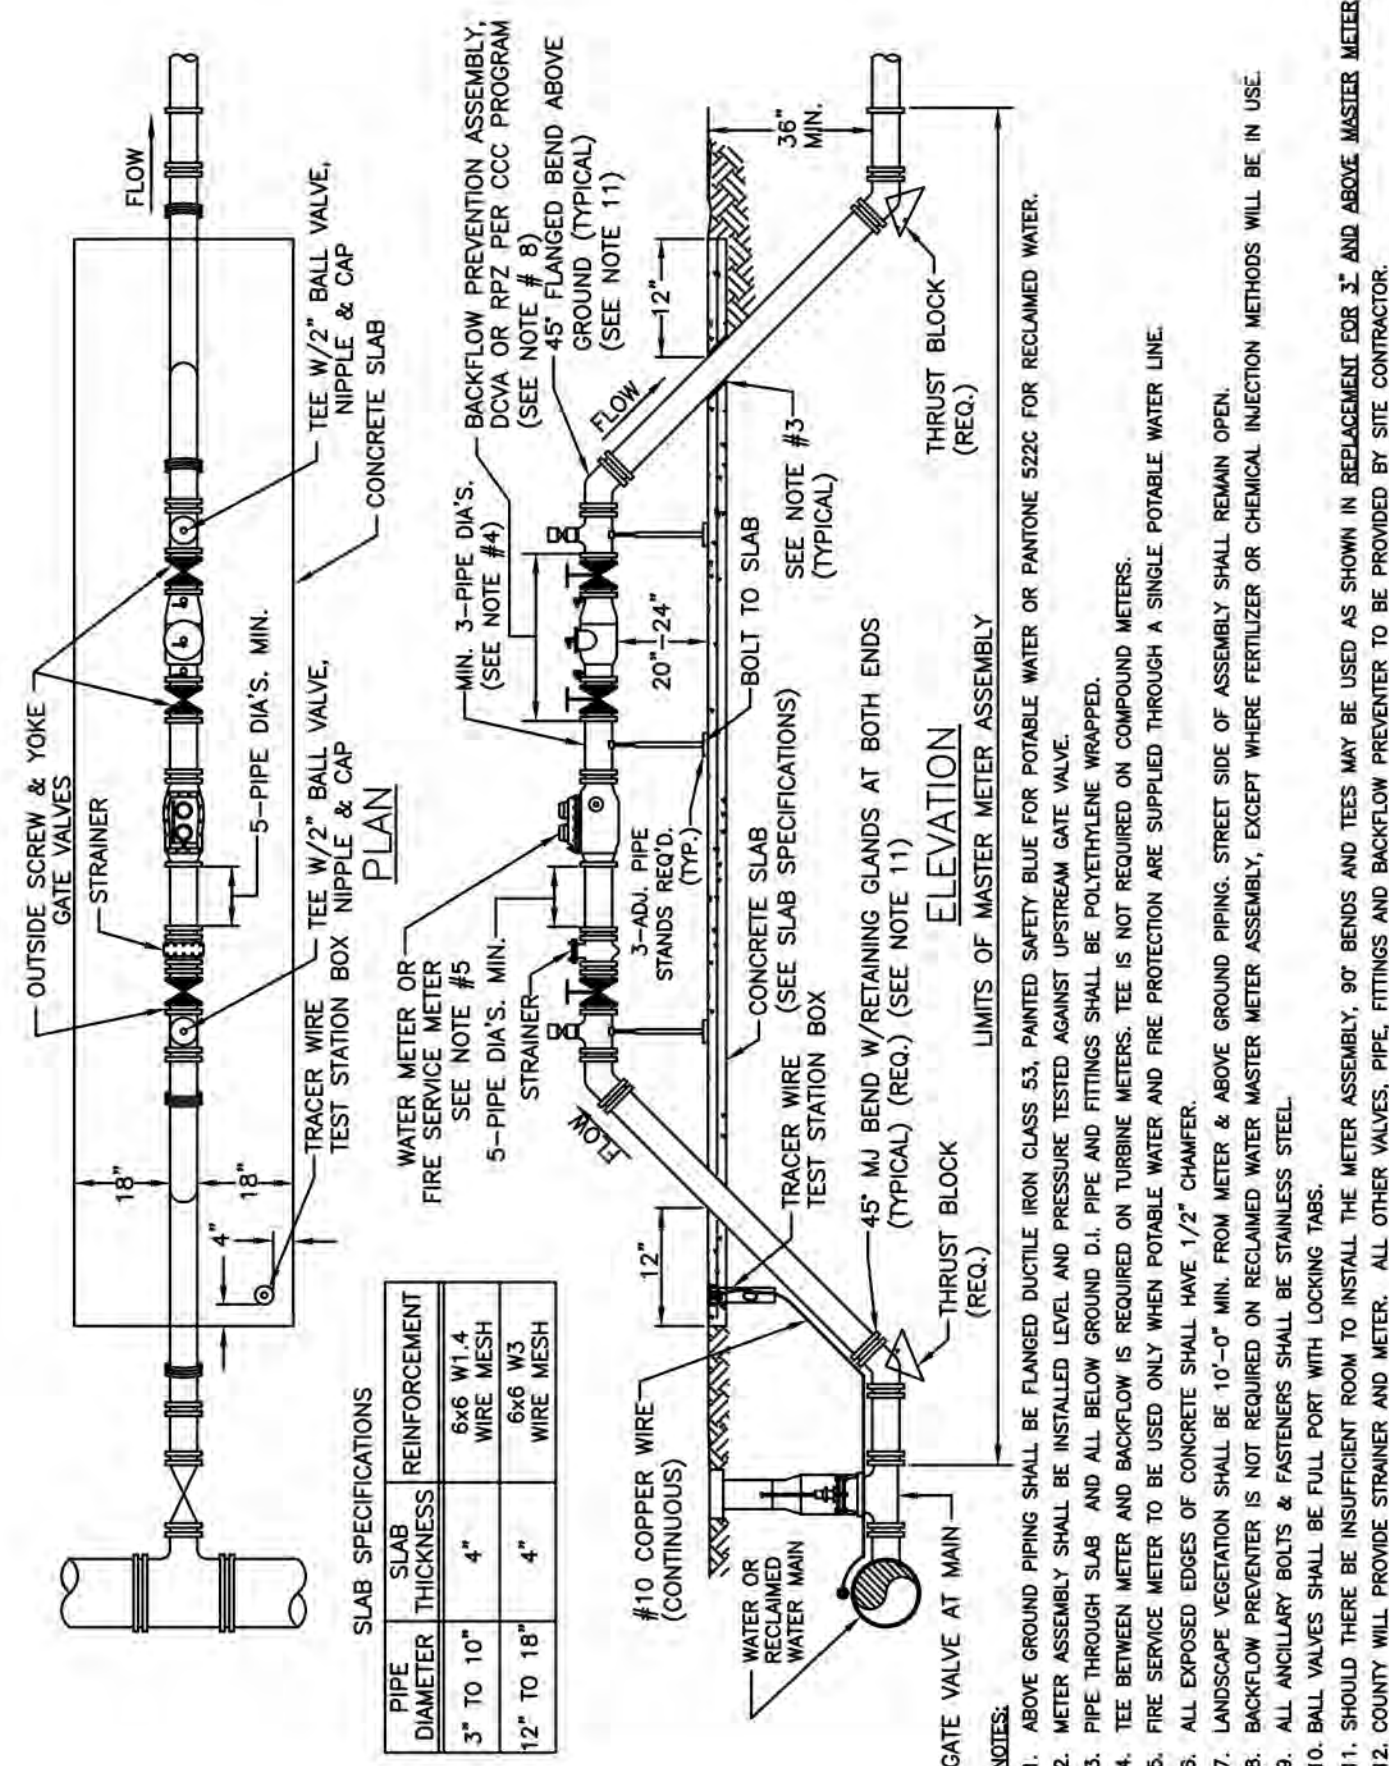 FLOW
OUTSIDE SCREW & YOKE
GATE VALVES
STRAINER
18"
18"
4"
5-PIPE DIA'S. MIN.
TRACER WIRE
TEST STATION BOX
TEE W/2" BALL VALVE,
NIPPLE & CAP
TEE W/2" BALL VALVE,
NIPPLE & CAP
CONCRETE SLAB
PLAN
SLAB SPECIFICATIONS
PIPE
DIAMETER
SLAB
THICKNESS
REINFORCEMENT
3" TO 10"
4"
6x6 W1.4
WIRE MESH
12" TO 18"
4"
6x6 W3
WIRE MESH
WATER METER OR
FIRE SERVICE METER
SEE NOTE #5
5-PIPE DIA'S. MIN.
STRAINER
MIN. 3-PIPE DIA'S.
(SEE NOTE #4)
BACKFLOW PREVENTION ASSEMBLY;
DCVA OR RPZ PER CCC PROGRAM
(SEE NOTE # 8)
45° FLANGED BEND ABOVE
GROUND (TYPICAL)
(SEE NOTE 11)
FLOW
FLOW
12"
12"
36"
MIN.
20"-24"
3-ADJ. PIPE
STANDS REQ'D.
(TYP.)
BOLT TO SLAB
SEE NOTE #3
(TYPICAL)
#10 COPPER WIRE
(CONTINUOUS)
CONCRETE SLAB
(SEE SLAB SPECIFICATIONS)
TRACER WIRE
TEST STATION BOX
WATER OR
RECLAIMED
WATER MAIN
45° MJ BEND W/RETAINING GLANDS AT BOTH ENDS
(TYPICAL) (REQ.) (SEE NOTE 11)
THRUST BLOCK
(REQ.)
THRUST BLOCK
(REQ.)
GATE VALVE AT MAIN
ELEVATION
LIMITS OF MASTER METER ASSEMBLY
NOTES:
1. ABOVE GROUND PIPING SHALL BE FLANGED DUCTILE IRON CLASS 53, PAINTED SAFETY BLUE FOR POTABLE WATER OR PANTONE 522C FOR RECLAIMED WATER.
2. METER ASSEMBLY SHALL BE INSTALLED LEVEL AND PRESSURE TESTED AGAINST UPSTREAM GATE VALVE.
3. PIPE THROUGH SLAB AND ALL BELOW GROUND D.I. PIPE AND FITTINGS SHALL BE POLYETHYLENE WRAPPED.
4. TEE BETWEEN METER AND BACKFLOW IS REQUIRED ON TURBINE METERS. TEE IS NOT REQUIRED ON COMPOUND METERS.
5. FIRE SERVICE METER TO BE USED ONLY WHEN POTABLE WATER AND FIRE PROTECTION ARE SUPPLIED THROUGH A SINGLE POTABLE WATER LINE.
6. ALL EXPOSED EDGES OF CONCRETE SHALL HAVE 1/2" CHAMFER.
7. LANDSCAPE VEGETATION SHALL BE 10'-0" MIN. FROM METER & ABOVE GROUND PIPING. STREET SIDE OF ASSEMBLY SHALL REMAIN OPEN.
8. BACKFLOW PREVENTER IS NOT REQUIRED ON RECLAIMED WATER MASTER METER ASSEMBLY, EXCEPT WHERE FERTILIZER OR CHEMICAL INJECTION METHODS WILL BE IN USE.
9. ALL ANCILLARY BOLTS & FASTENERS SHALL BE STAINLESS STEEL.
10. BALL VALVES SHALL BE FULL PORT WITH LOCKING TABS.
11. SHOULD THERE BE INSUFFICIENT ROOM TO INSTALL THE METER ASSEMBLY, 90° BENDS AND TEES MAY BE USED AS SHOWN IN REPLACEMENT FOR 3" AND ABOVE MASTER METER
12. COUNTY WILL PROVIDE STRAINER AND METER. ALL OTHER VALVES, PIPE, FITTINGS AND BACKFLOW PREVENTER TO BE PROVIDED BY SITE CONTRACTOR.